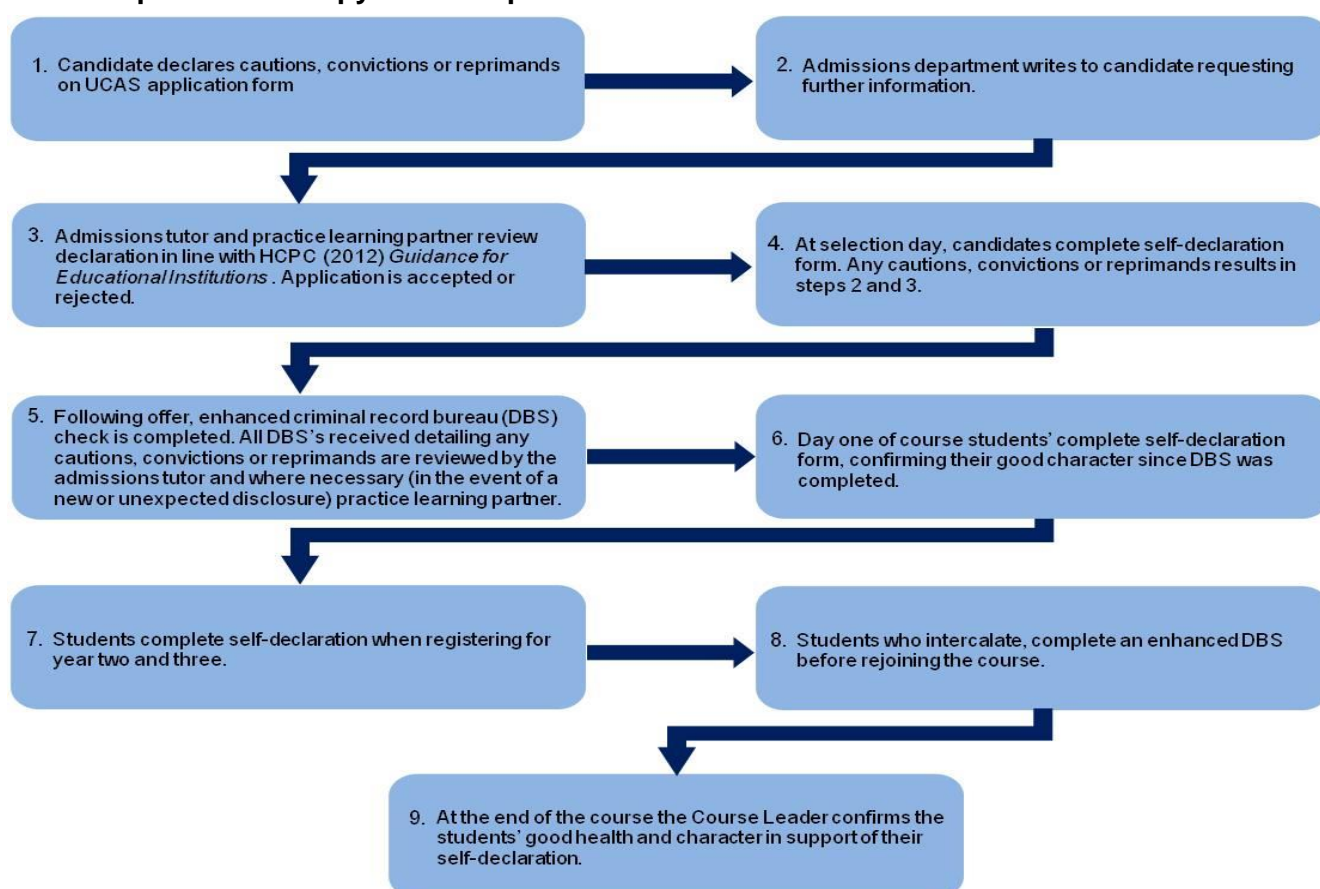 1. Candidate declares cautions, convictions or reprimands
on UCAS application form
2. Admissions department writes to candidate requesting
further information.
3. Admissions tutor and practice learning partner review
declaration in line with HCPC (2012) Guidance for
Educational Institutions . Application is accepted or
rejected.
4. At selection day, candidates complete self-declaration
form. Any cautions, convictions or reprimands results in
steps 2 and 3.
5. Following offer, enhanced criminal record bureau (DBS)
check is completed. All DBS's received detailing any
cautions, convictions or reprimands are reviewed by the
admissions tutor and where necessary (in the event of a
new or unexpected disclosure) practice learning partner.
6. Day one of course students' complete self-declaration
form, confirming their good character since DBS was
completed.
7. Students complete self-declaration when registering for
year two and three.
8. Students who intercalate, complete an enhanced DBS
before rejoining the course.
9. At the end of the course the Course Leader confirms the
students' good health and character in support of their
self-declaration.